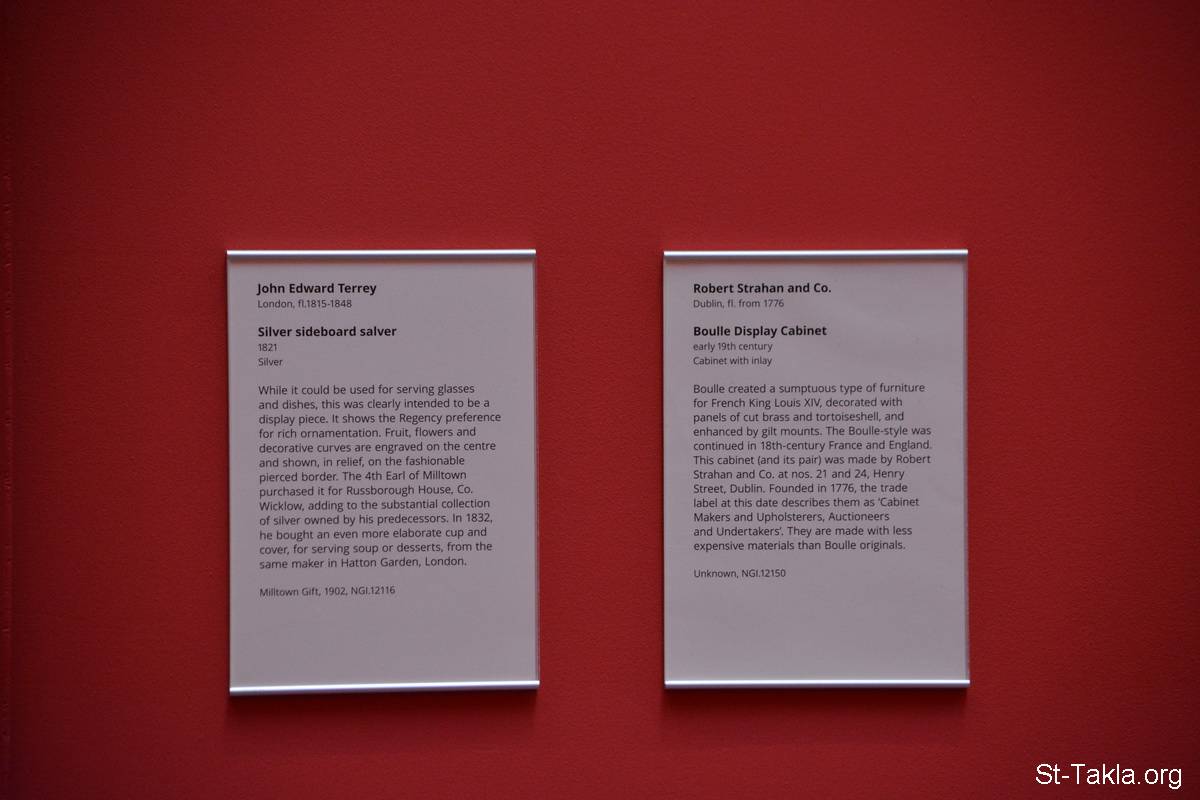 John Edward Terrey
London, fl.1815-1848
Silver sideboard salver
1821
Silver
While it could be used for serving glasses
and dishes, this was clearly intended to be a
display piece. It shows the Regency preference
for rich ornamentation. Fruit, flowers and
decorative curves are engraved on the centre
and shown, in relief, on the fashionable
pierced border. The 4th Earl of Milltown
purchased it for Russborough House, Co.
Wicklow, adding to the substantial collection
of silver owned by his predecessors. In 1832,
he bought an even more elaborate cup and
cover, for serving soup or desserts, from the
same maker in Hatton Garden, London.
Milltown Gift, 1902, NGI.12116
Robert Strahan and Co.
Dublin, fl. from 1776
Boulle Display Cabinet
early 19th century
Cabinet with inlay
Boulle created a sumptuous type of furniture
for French King Louis XIV, decorated with
panels of cut brass and tortoiseshell, and
enhanced by gilt mounts. The Boulle-style was
continued in 18th-century France and England.
This cabinet (and its pair) was made by Robert
Strahan and Co. at nos. 21 and 24, Henry
Street, Dublin. Founded in 1776, the trade
label at this date describes them as ‘Cabinet
Makers and Upholsterers, Auctioneers
and Undertakers’. They are made with less
expensive materials than Boulle originals.
Unknown, NGI.12150
St-Takla.org